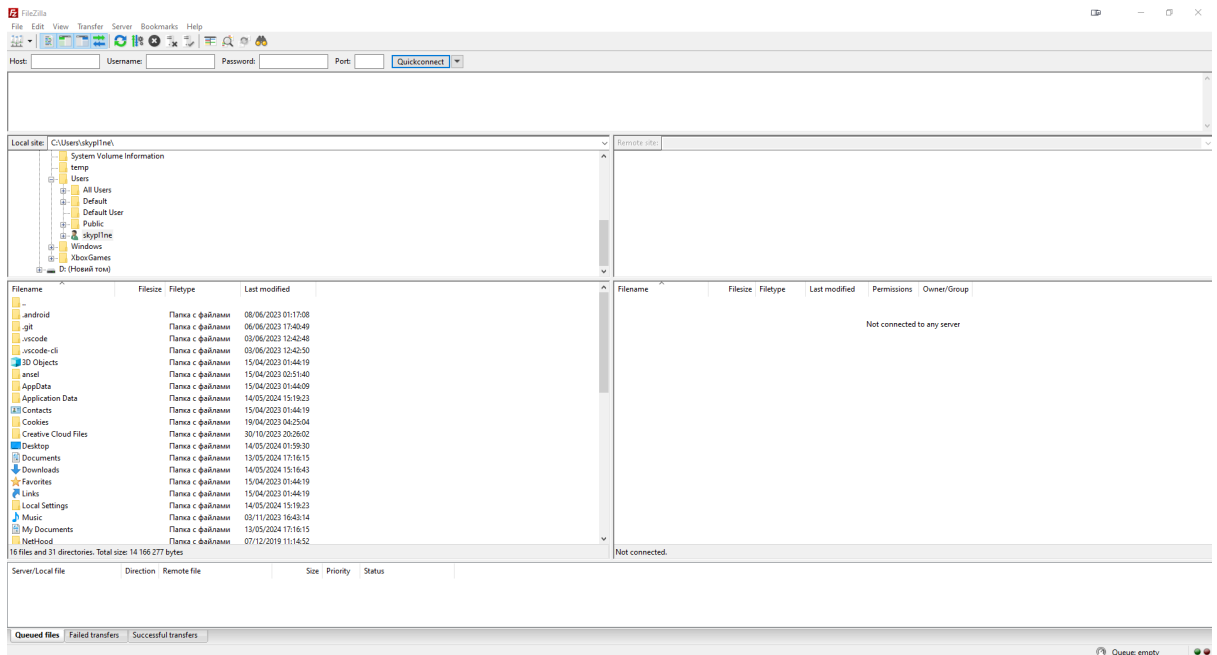 FileZilla
File Edit View Transfer Server Bookmarks Help
Host: Username: Password: Port: Quickconnect
Local site: C:\Users\skypl1ne\
Remote site:
System Volume Information
temp
Users
All Users
Default
Default User
Public
skypl1ne
Windows
XboxGames
D: (Новий том)
Filename Filesize Filetype Last modified
Filename Filesize Filetype Last modified Permissions Owner/Group
..
.android Папка с файлами 08/06/2023 01:17:08
.git Папка с файлами 06/06/2023 17:40:49
.vscode Папка с файлами 03/06/2023 12:42:48
.vscode-cli Папка с файлами 03/06/2023 12:42:50
3D Objects Папка с файлами 15/04/2023 01:44:19
ansel Папка с файлами 15/04/2023 02:51:40
AppData Папка с файлами 15/04/2023 01:44:09
Application Data Папка с файлами 14/05/2024 15:19:23
Contacts Папка с файлами 15/04/2023 01:44:19
Cookies Папка с файлами 19/04/2023 04:25:04
Creative Cloud Files Папка с файлами 30/10/2023 20:26:02
Desktop Папка с файлами 14/05/2024 01:59:30
Documents Папка с файлами 13/05/2024 17:16:15
Downloads Папка с файлами 14/05/2024 15:16:43
Favorites Папка с файлами 15/04/2023 01:44:19
Links Папка с файлами 15/04/2023 01:44:19
Local Settings Папка с файлами 14/05/2024 15:19:23
Music Папка с файлами 03/11/2023 16:43:14
My Documents Папка с файлами 13/05/2024 17:16:15
NetHood Папка с файлами 07/12/2019 11:14:52
Not connected to any server
16 files and 31 directories. Total size: 14 166 277 bytes
Not connected.
Server/Local file Direction Remote file Size Priority Status
Queued files Failed transfers Successful transfers
Queue: empty